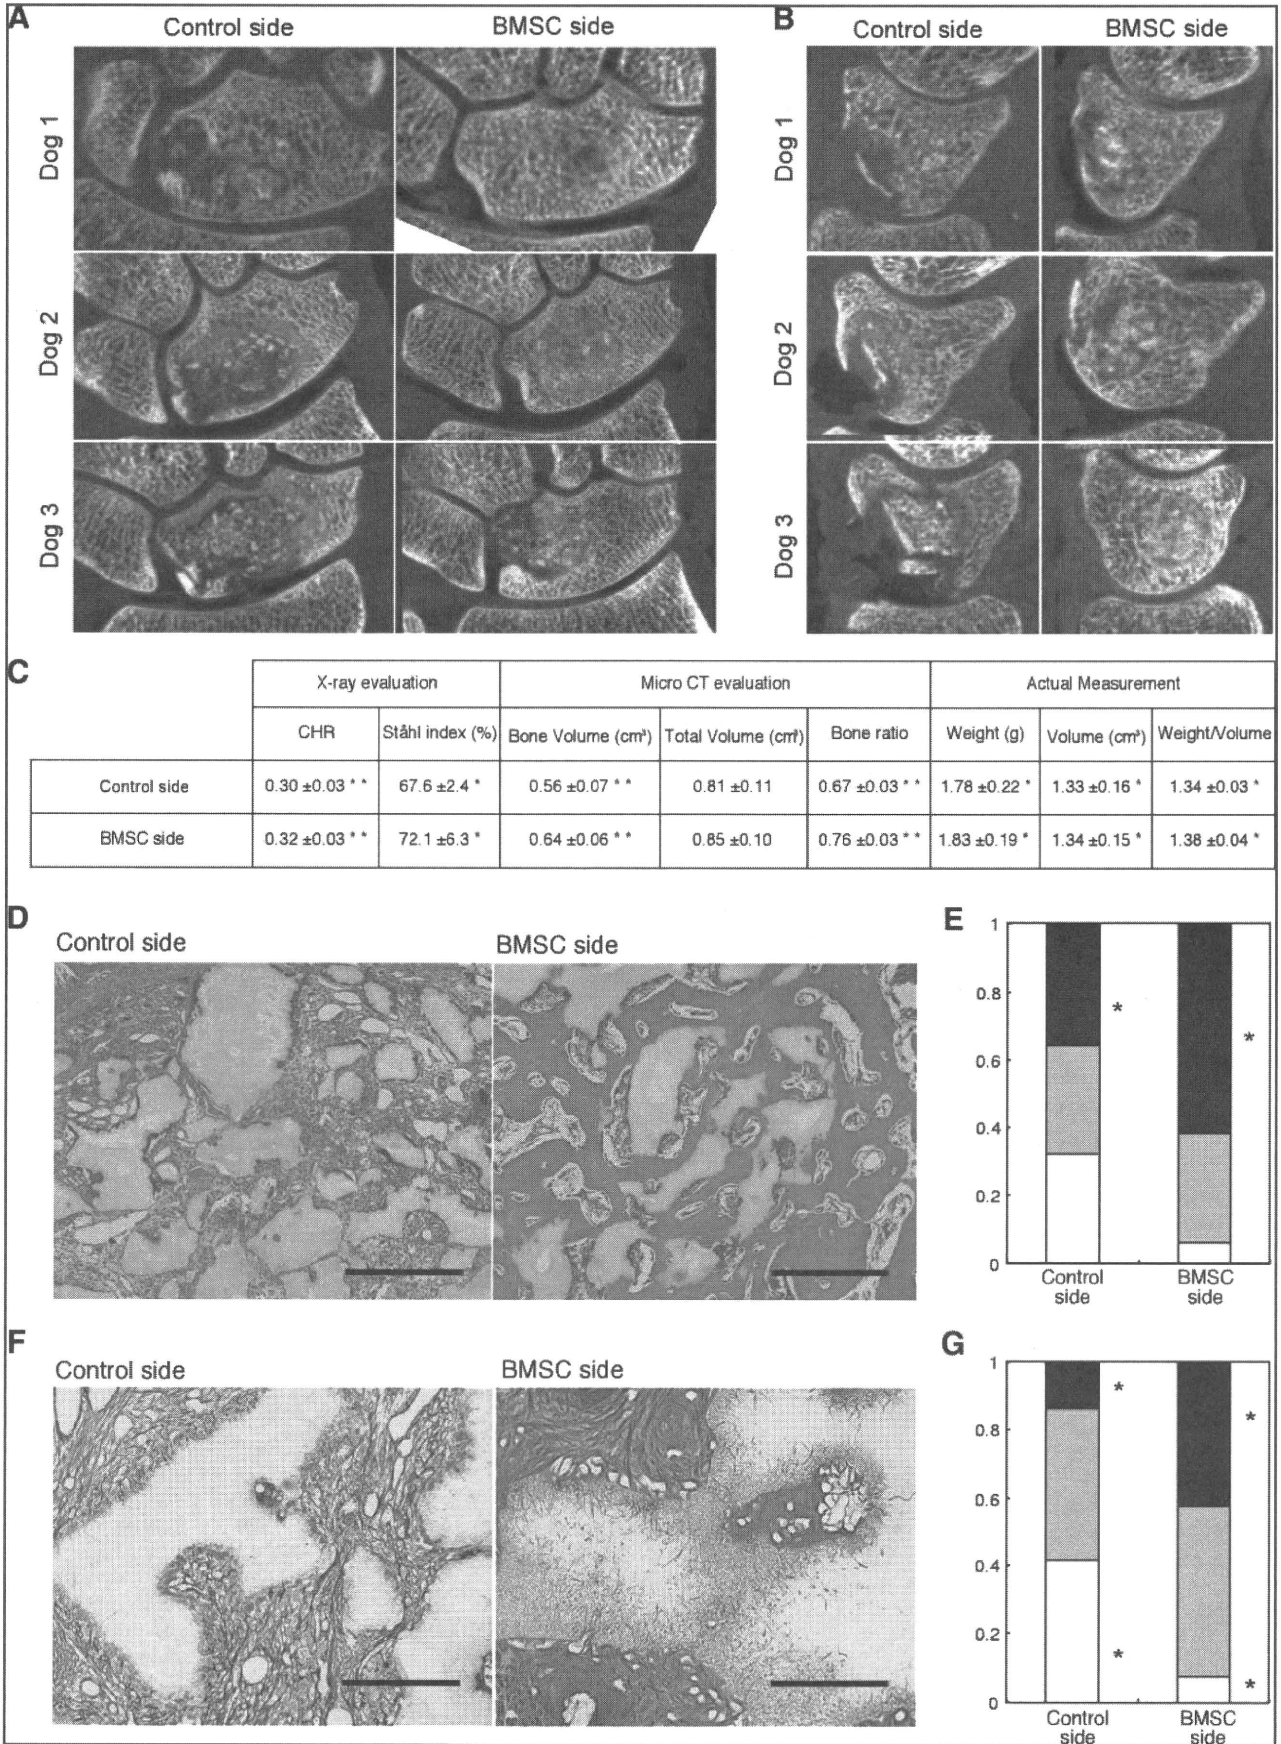 A
Control side
BMSC side
B
Control side
BMSC side
Dog 1
Dog 1
Dog 2
Dog 2
Dog 3
Dog 3
C
X-ray evaluation
Micro CT evaluation
Actual Measurement
CHR
Ståhl index (%)
Bone Volume (cm³)
Total Volume (cm³)
Bone ratio
Weight (g)
Volume (cm³)
Weight/Volume
Control side
0.30 ±0.03 * *
67.6 ±2.4 *
0.56 ±0.07 * *
0.81 ±0.11
0.67 ±0.03 * *
1.78 ±0.22 *
1.33 ±0.16 *
1.34 ±0.03 *
BMSC side
0.32 ±0.03 * *
72.1 ±6.3 *
0.64 ±0.06 * *
0.85 ±0.10
0.76 ±0.03 * *
1.83 ±0.19 *
1.34 ±0.15 *
1.38 ±0.04 *
D
Control side
BMSC side
E
1
0.8
0.6
0.4
0.2
0
*
*
Control side
BMSC side
F
Control side
BMSC side
G
1
0.8
0.6
0.4
0.2
0
*
*
*
*
Control side
BMSC side